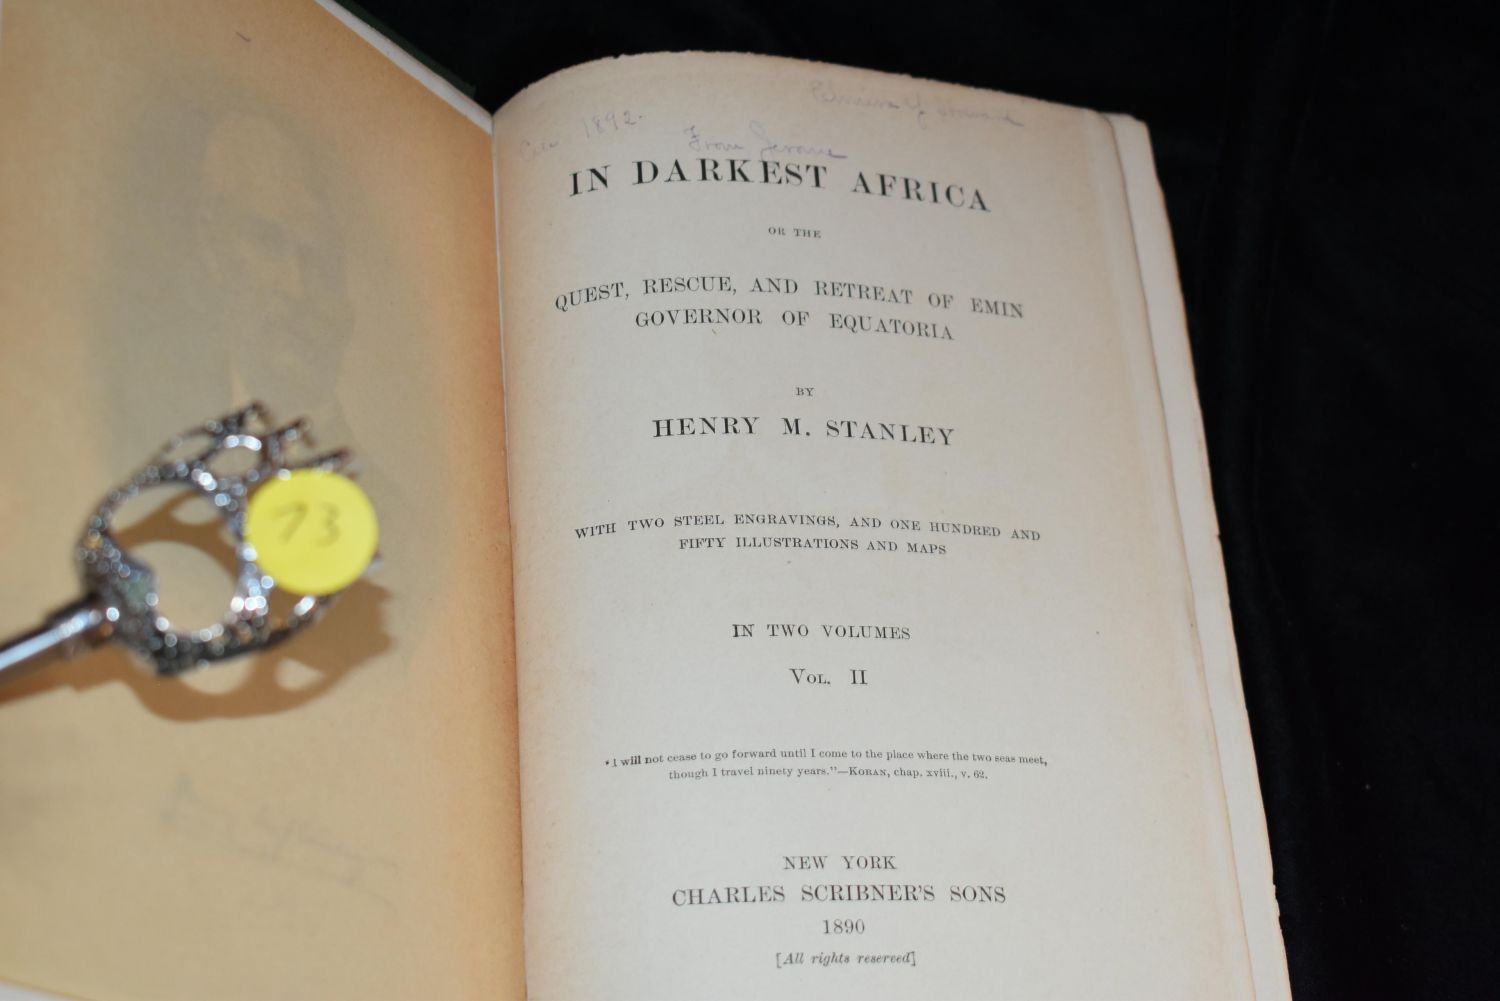 1892.
From Jerome
IN DARKEST AFRICA
OR THE
QUEST, RESCUE, AND RETREAT OF EMIN
GOVERNOR OF EQUATORIA
BY
HENRY M. STANLEY
WITH TWO STEEL ENGRAVINGS, AND ONE HUNDRED AND
FIFTY ILLUSTRATIONS AND MAPS
IN TWO VOLUMES
VOL. II
"I will not cease to go forward until I come to the place where the two seas meet,
though I travel ninety years."—KORAN, chap. xviii., v. 62.
NEW YORK
CHARLES SCRIBNER'S SONS
1890
[All rights reserved]
73